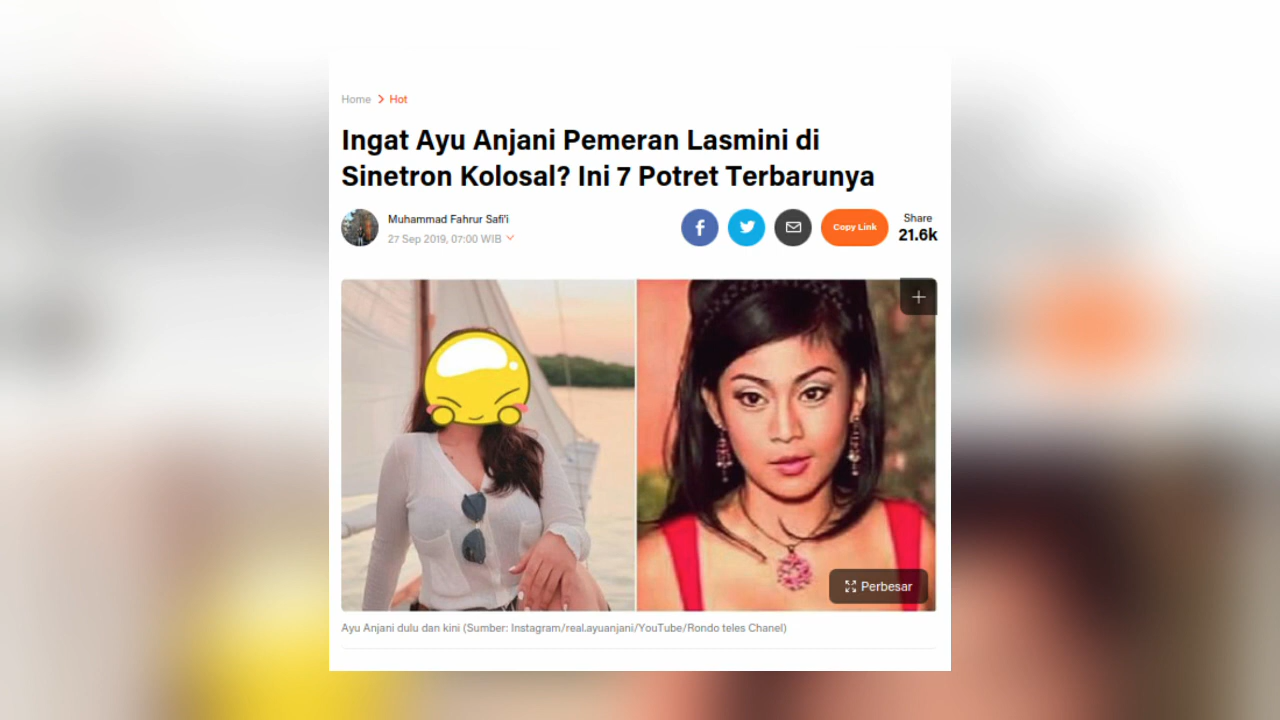 Home > Hot
Ingat Ayu Anjani Pemeran Lasmini di
Sinetron Kolosal? Ini 7 Potret Terbarunya
Muhammad Fahrur Safi'i
27 Sep 2019, 07:00 WIB
Copy Link
Share
21.6k
Perbesar
Ayu Anjani dulu dan kini (Sumber: Instagram/real.ayuanjani/YouTube/Rondo teles Chanel)